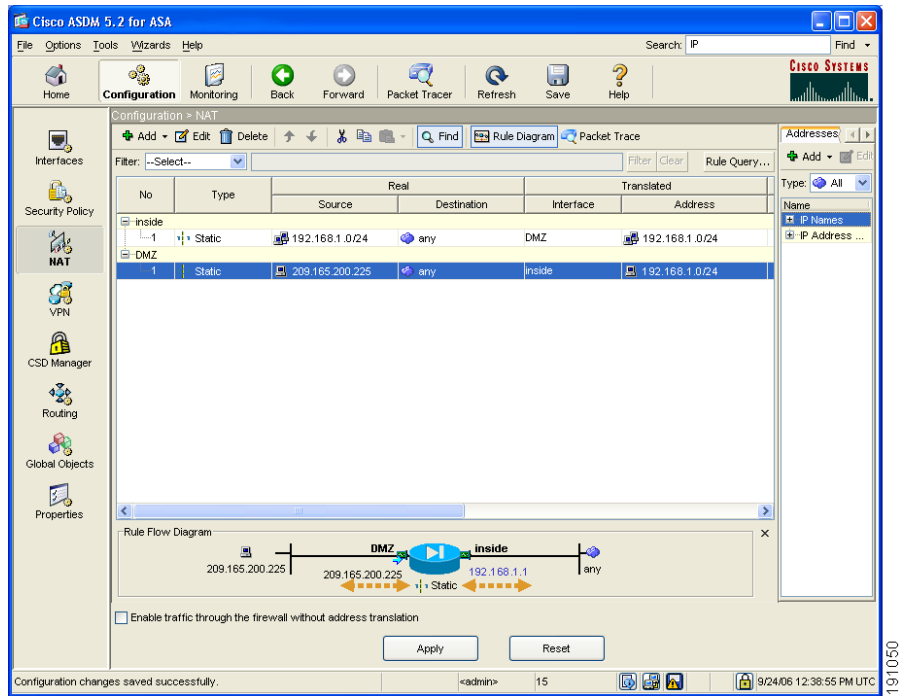 Cisco ASDM 5.2 for ASA
File Options Tools Wizards Help Search: IP Find
Home Configuration Monitoring Back Forward Packet Tracer Refresh Save Help
CISCO SYSTEMS
Configuration > NAT
Add Edit Delete Find Rule Diagram Packet Trace
Filter: --Select-- Filter Clear Rule Query...
No Type Real Translated
Source Destination Interface Address
inside
1 Static 192.168.1.0/24 any DMZ 192.168.1.0/24
DMZ
1 Static 209.165.200.225 any inside 192.168.1.0/24
Interfaces
Security Policy
NAT
VPN
CSD Manager
Routing
Global Objects
Properties
Addresses
Add Edit
Type: All
Name
IP Names
IP Address ...
Rule Flow Diagram
DMZ inside
209.165.200.225 209.165.200.225 192.168.1.1 any
Static
Enable traffic through the firewall without address translation
Apply Reset
Configuration changes saved successfully. <admin> 15 9/24/06 12:38:55 PM UTC
191050